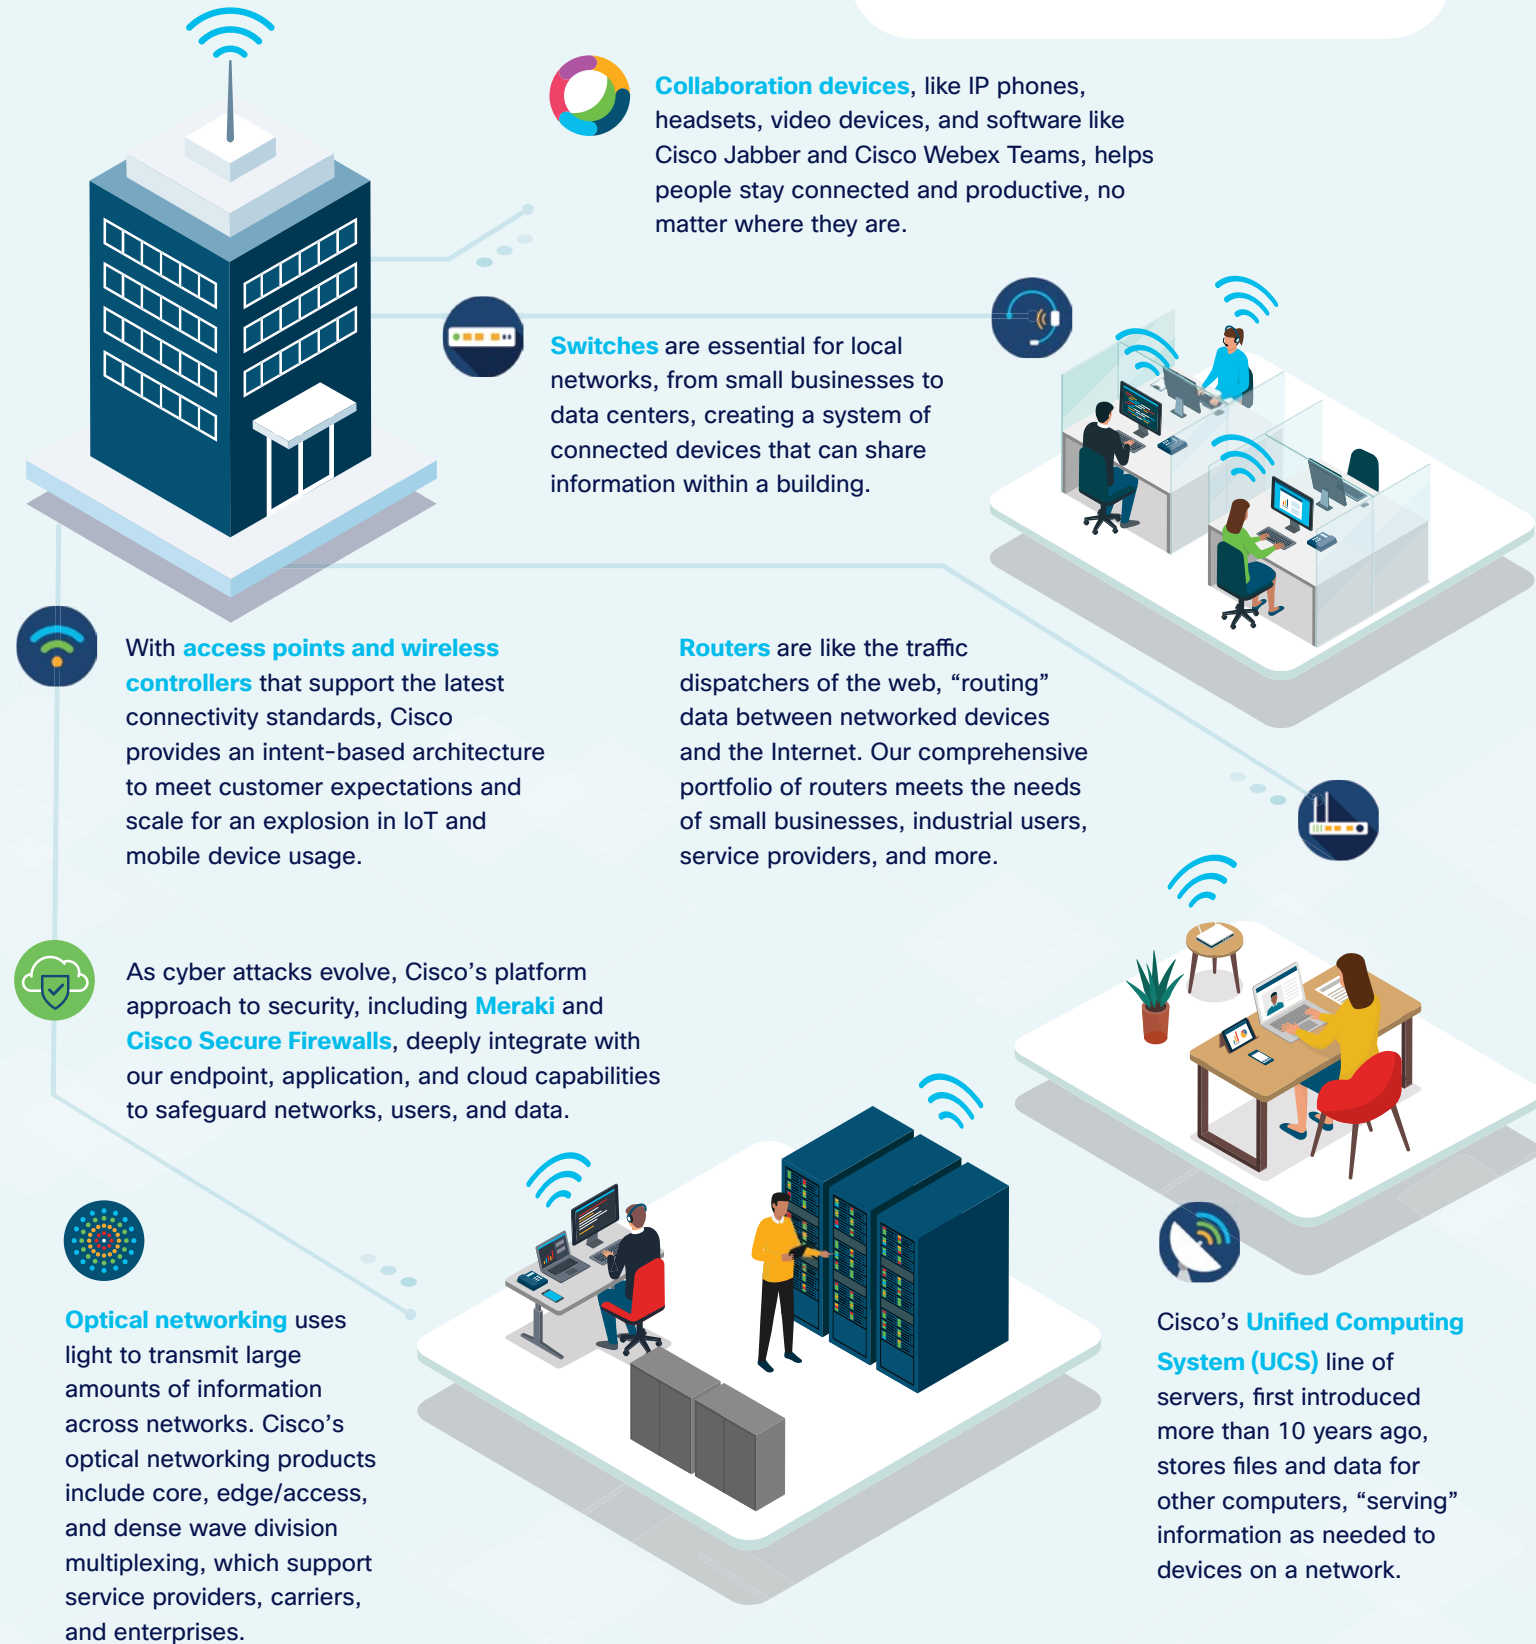 Collaboration devices, like IP phones,
headsets, video devices, and software like
Cisco Jabber and Cisco Webex Teams, helps
people stay connected and productive, no
matter where they are.
Switches are essential for local
networks, from small businesses to
data centers, creating a system of
connected devices that can share
information within a building.
With access points and wireless
controllers that support the latest
connectivity standards, Cisco
provides an intent-based architecture
to meet customer expectations and
scale for an explosion in IoT and
mobile device usage.
Routers are like the traffic
dispatchers of the web, “routing”
data between networked devices
and the Internet. Our comprehensive
portfolio of routers meets the needs
of small businesses, industrial users,
service providers, and more.
As cyber attacks evolve, Cisco’s platform
approach to security, including Meraki and
Cisco Secure Firewalls, deeply integrate with
our endpoint, application, and cloud capabilities
to safeguard networks, users, and data.
Optical networking uses
light to transmit large
amounts of information
across networks. Cisco’s
optical networking products
include core, edge/access,
and dense wave division
multiplexing, which support
service providers, carriers,
and enterprises.
Cisco’s Unified Computing
System (UCS) line of
servers, first introduced
more than 10 years ago,
stores files and data for
other computers, “serving”
information as needed to
devices on a network.